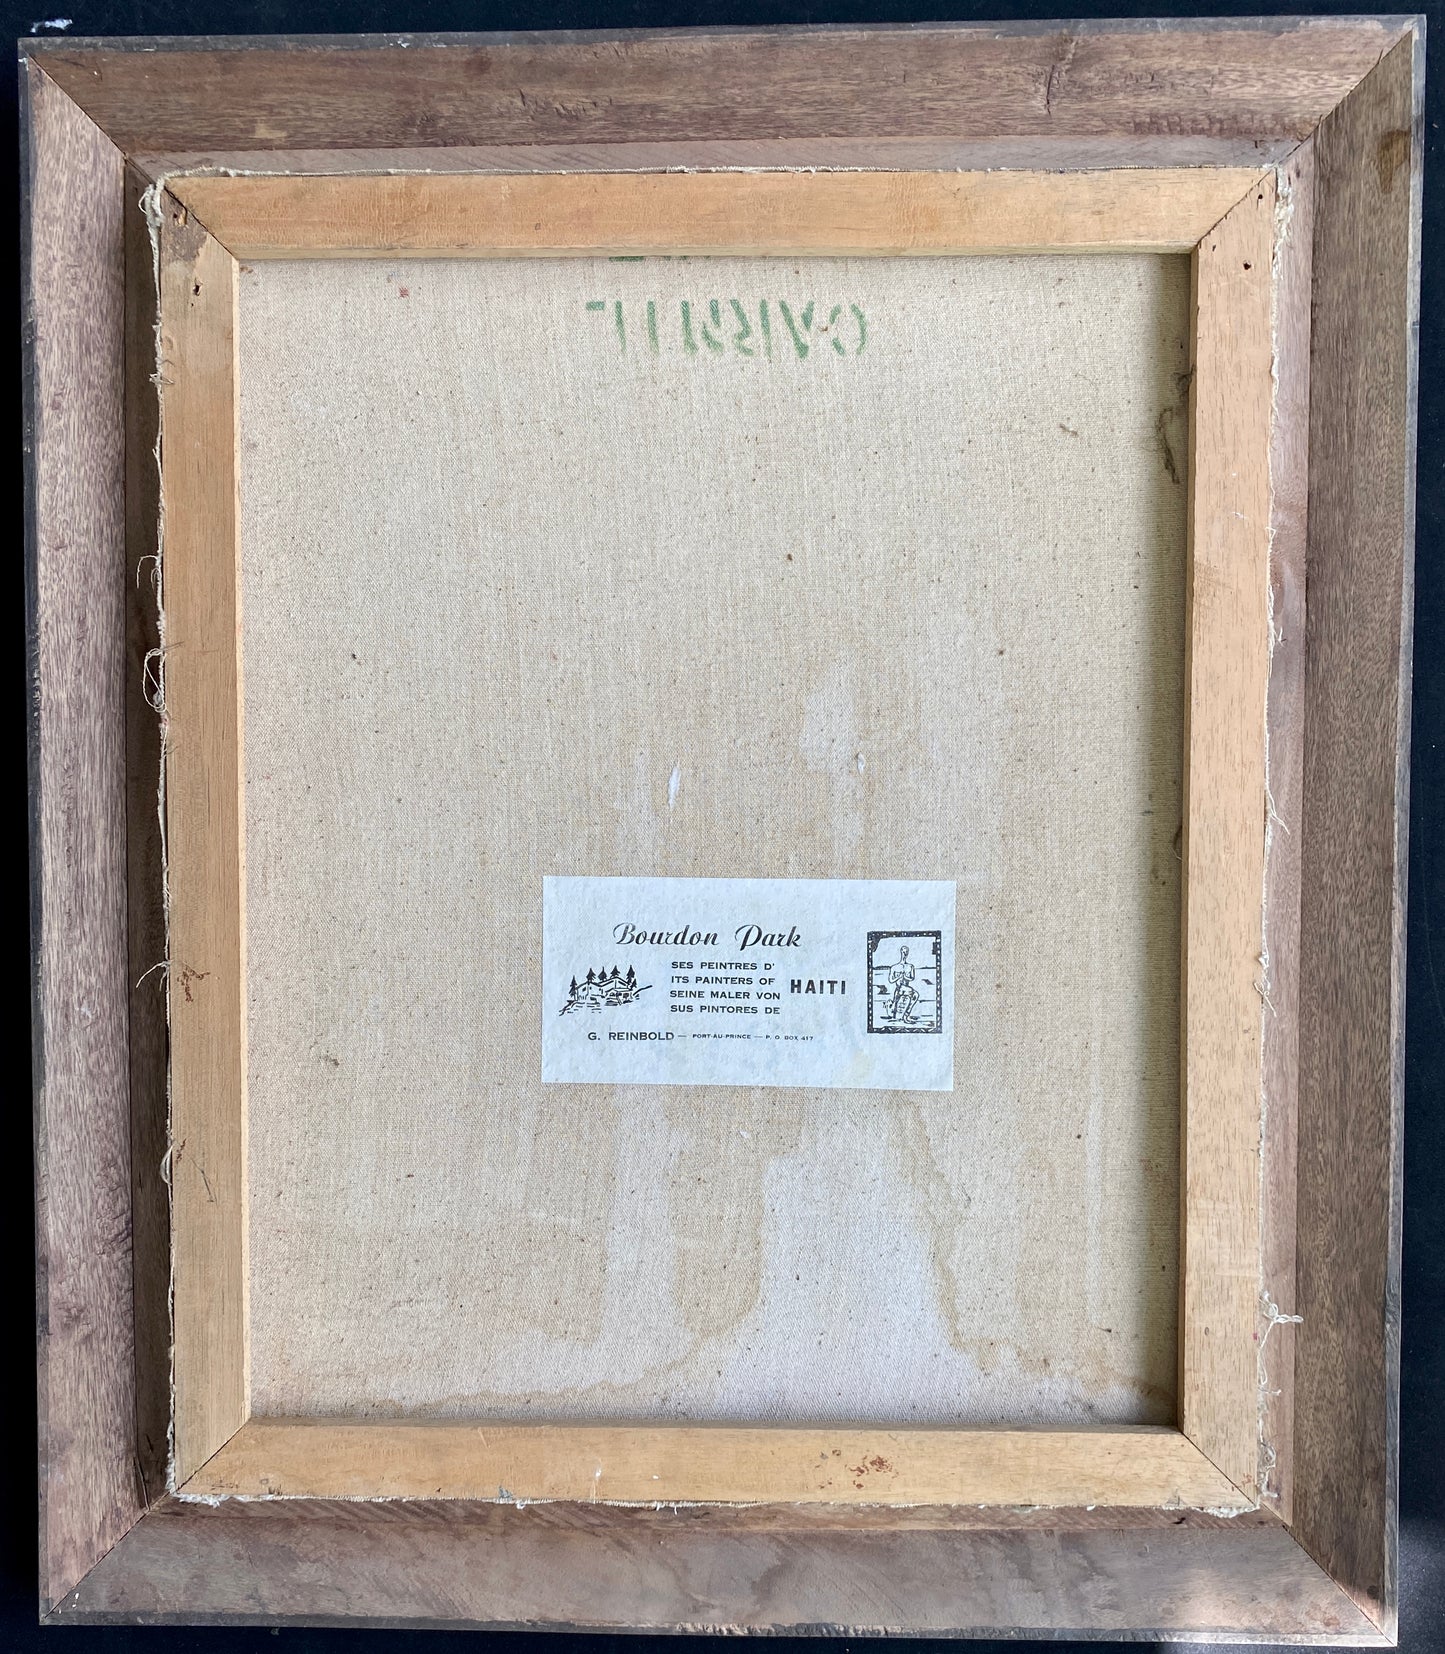 Bourdon Park
SES PEINTRES D'
ITS PAINTERS OF
SEINE MALER VON
SUS PINTORES DE
HAITI
G. REINBOLD — PORT-AU-PRINCE — P. O. BOX 417